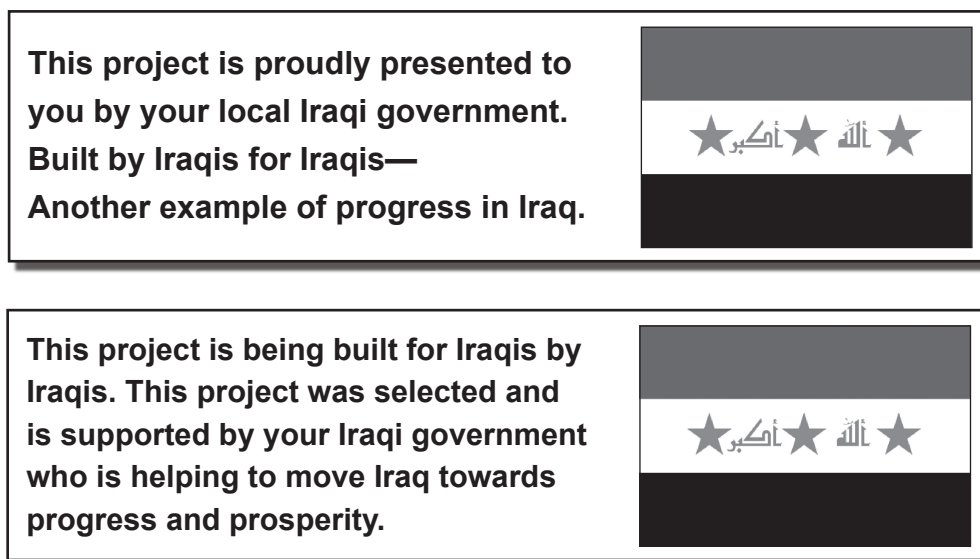 This project is proudly presented to
you by your local Iraqi government.
Built by Iraqis for Iraqis—
Another example of progress in Iraq.
الله أكبر
This project is being built for Iraqis by
Iraqis. This project was selected and
is supported by your Iraqi government
who is helping to move Iraq towards
progress and prosperity.
الله أكبر